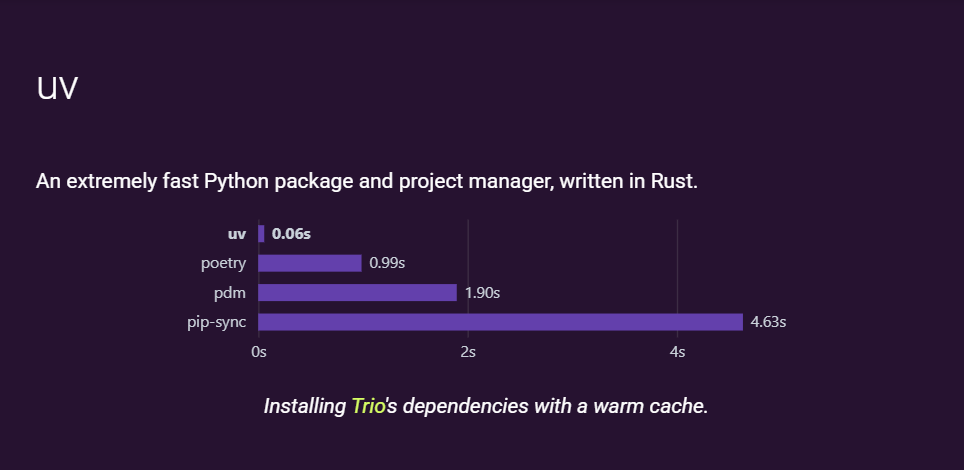 uv
An extremely fast Python package and project manager, written in Rust.
uv 0.06s
poetry 0.99s
pdm 1.90s
pip-sync 4.63s
0s 2s 4s
Installing Trio's dependencies with a warm cache.